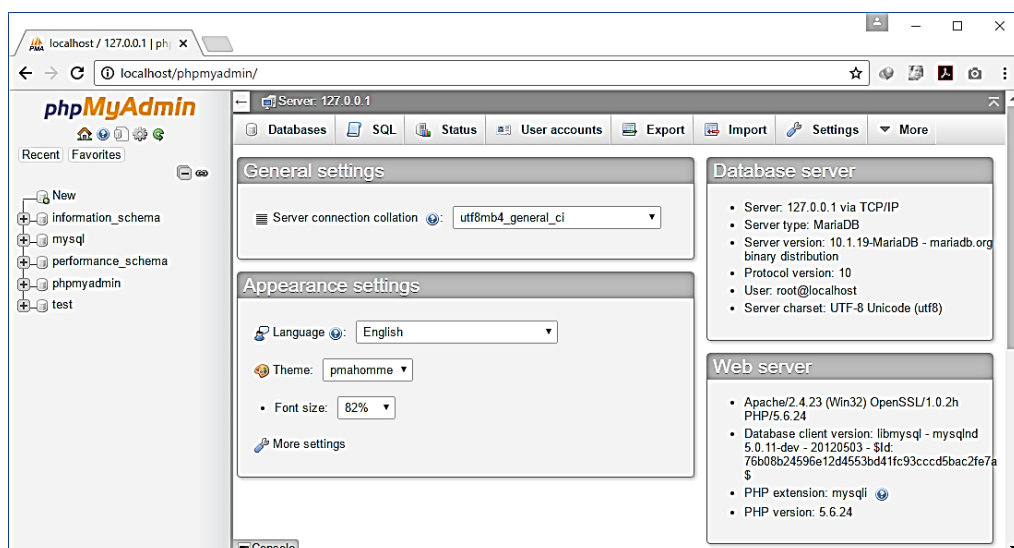 localhost / 127.0.0.1 | ph
localhost/phpmyadmin/
phpMyAdmin
Recent Favorites
New
information_schema
mysql
performance_schema
phpmyadmin
test
Server: 127.0.0.1
Databases SQL Status User accounts Export Import Settings More
General settings
Server connection collation : utf8mb4_general_ci
Appearance settings
Language : English
Theme: pmahomme
Font size: 82%
More settings
Database server
Server: 127.0.0.1 via TCP/IP
Server type: MariaDB
Server version: 10.1.19-MariaDB - mariadb.org
binary distribution
Protocol version: 10
User: root@localhost
Server charset: UTF-8 Unicode (utf8)
Web server
Apache/2.4.23 (Win32) OpenSSL/1.0.2h
PHP/5.6.24
Database client version: libmysql - mysqlnd
5.0.11-dev - 20120503 - $Id:
76b08b24596e12d4553bd41fc93cccd5bac2fe7a
$
PHP extension: mysqli
PHP version: 5.6.24
Console